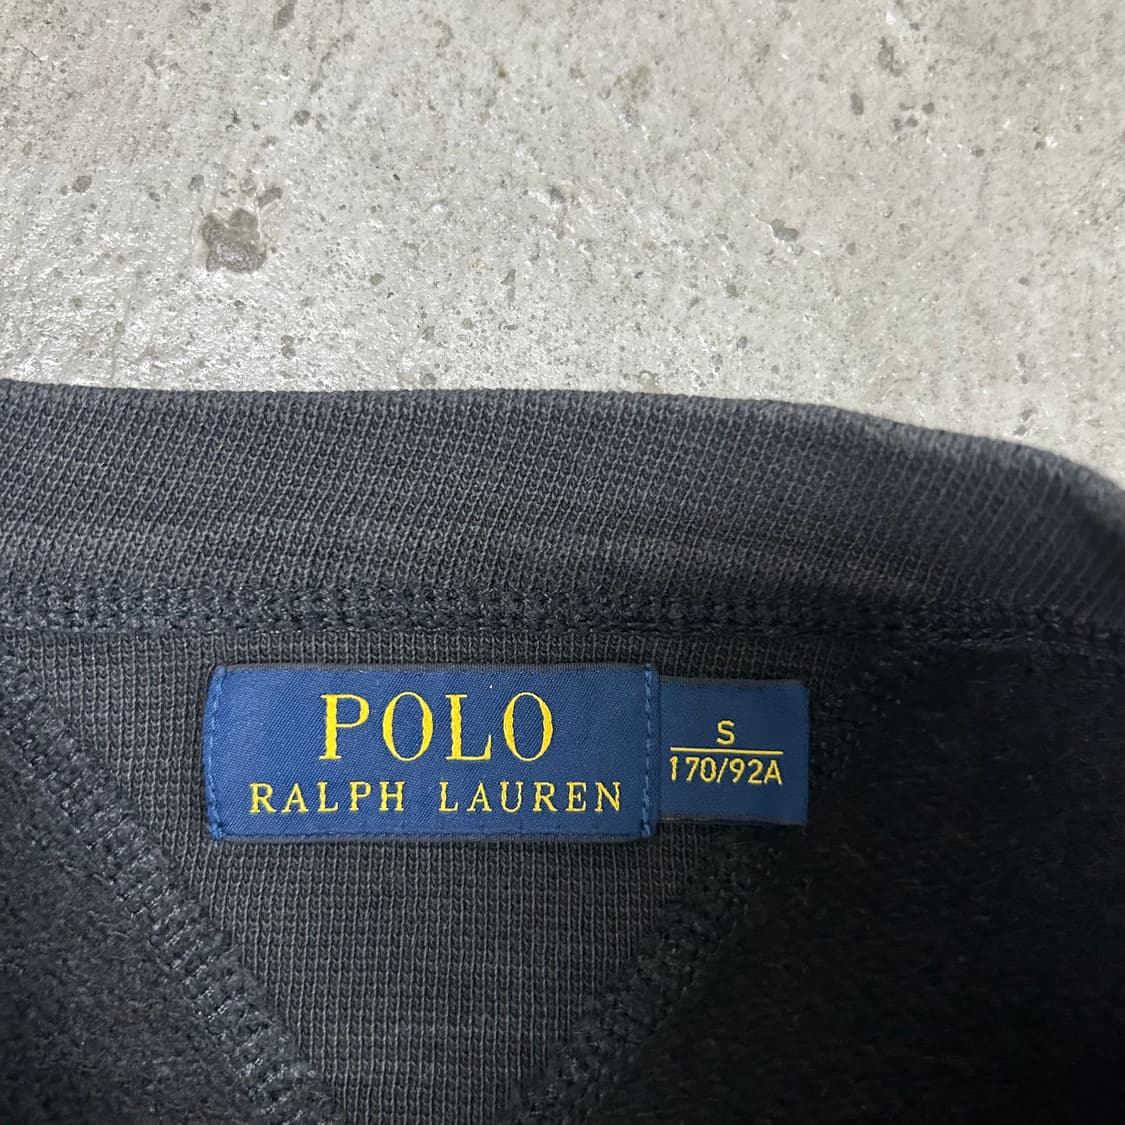 POLO
RALPH LAUREN
S
170/92A